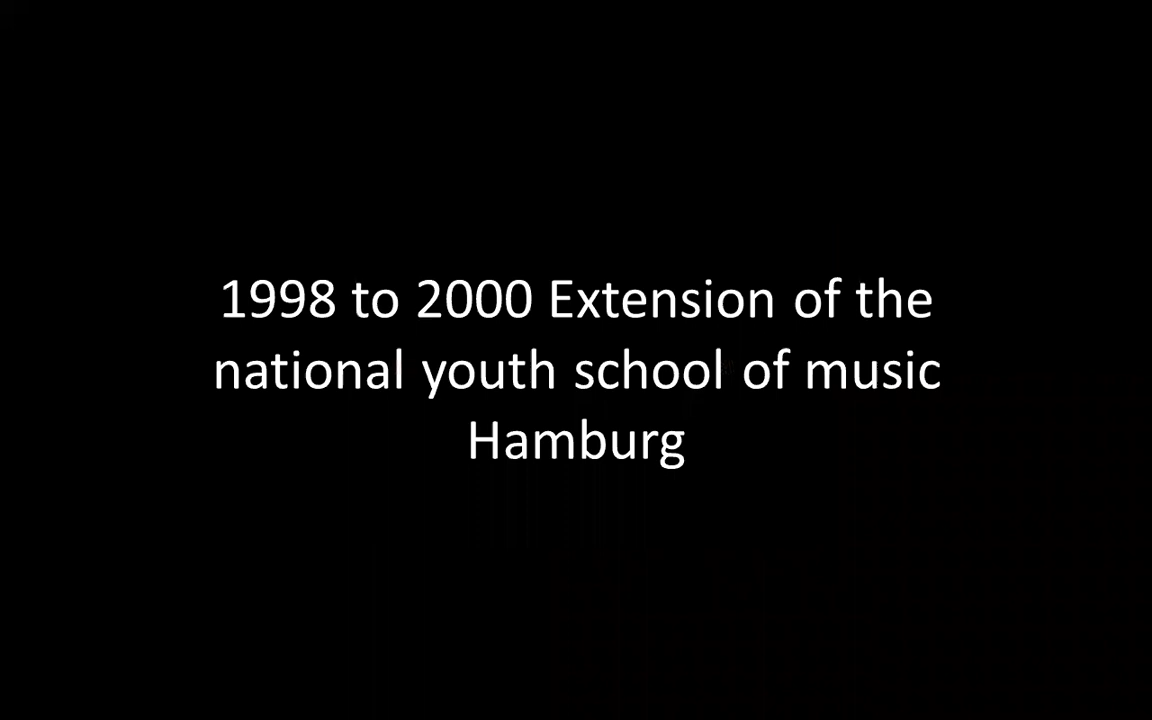 1998 to 2000 Extension of the
national youth school of music
Hamburg